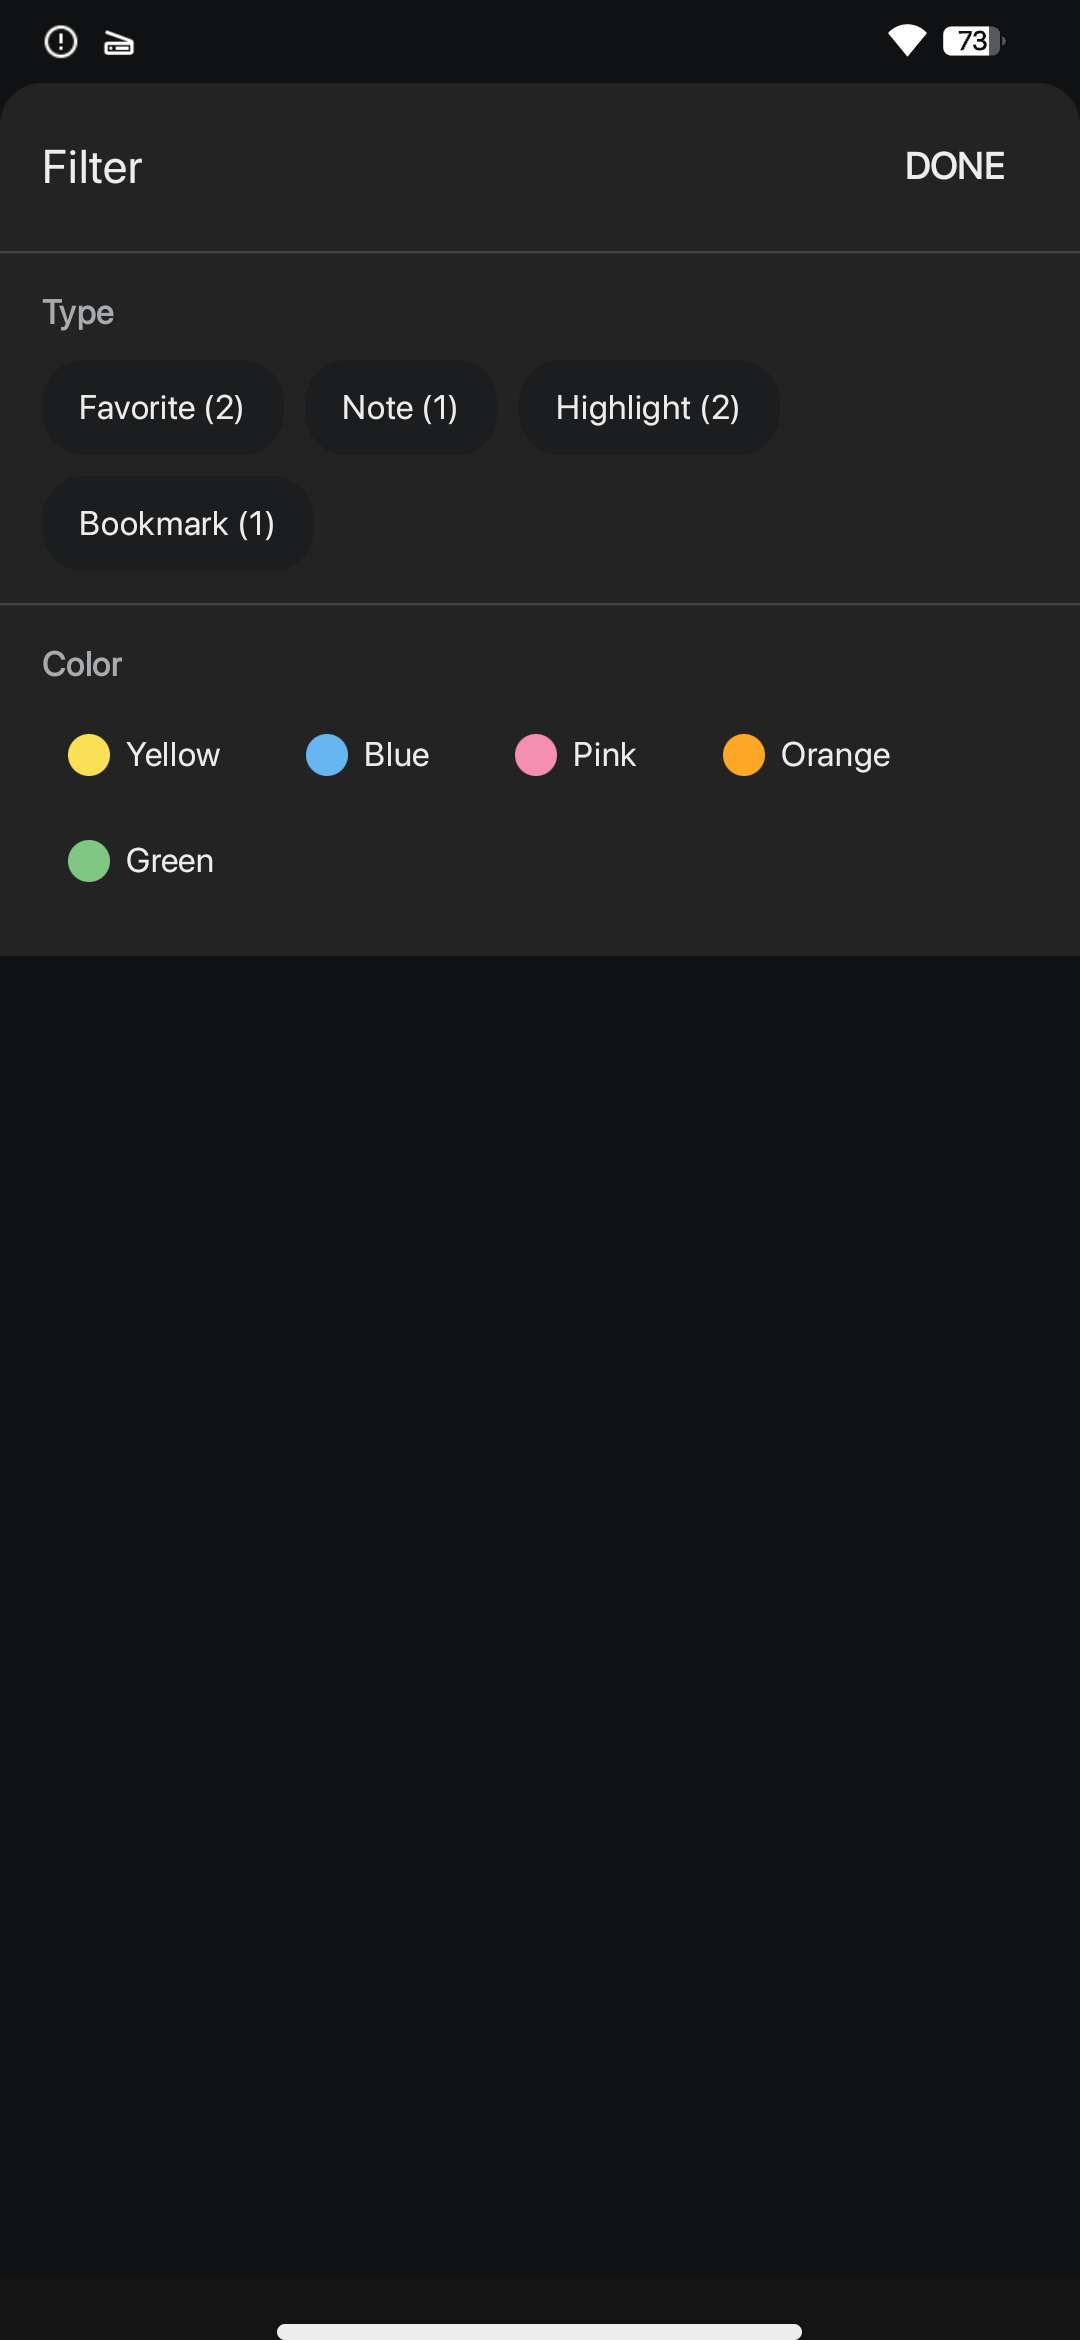 73
Filter
DONE
Type
Favorite (2)
Note (1)
Highlight (2)
Bookmark (1)
Color
Yellow
Blue
Pink
Orange
Green